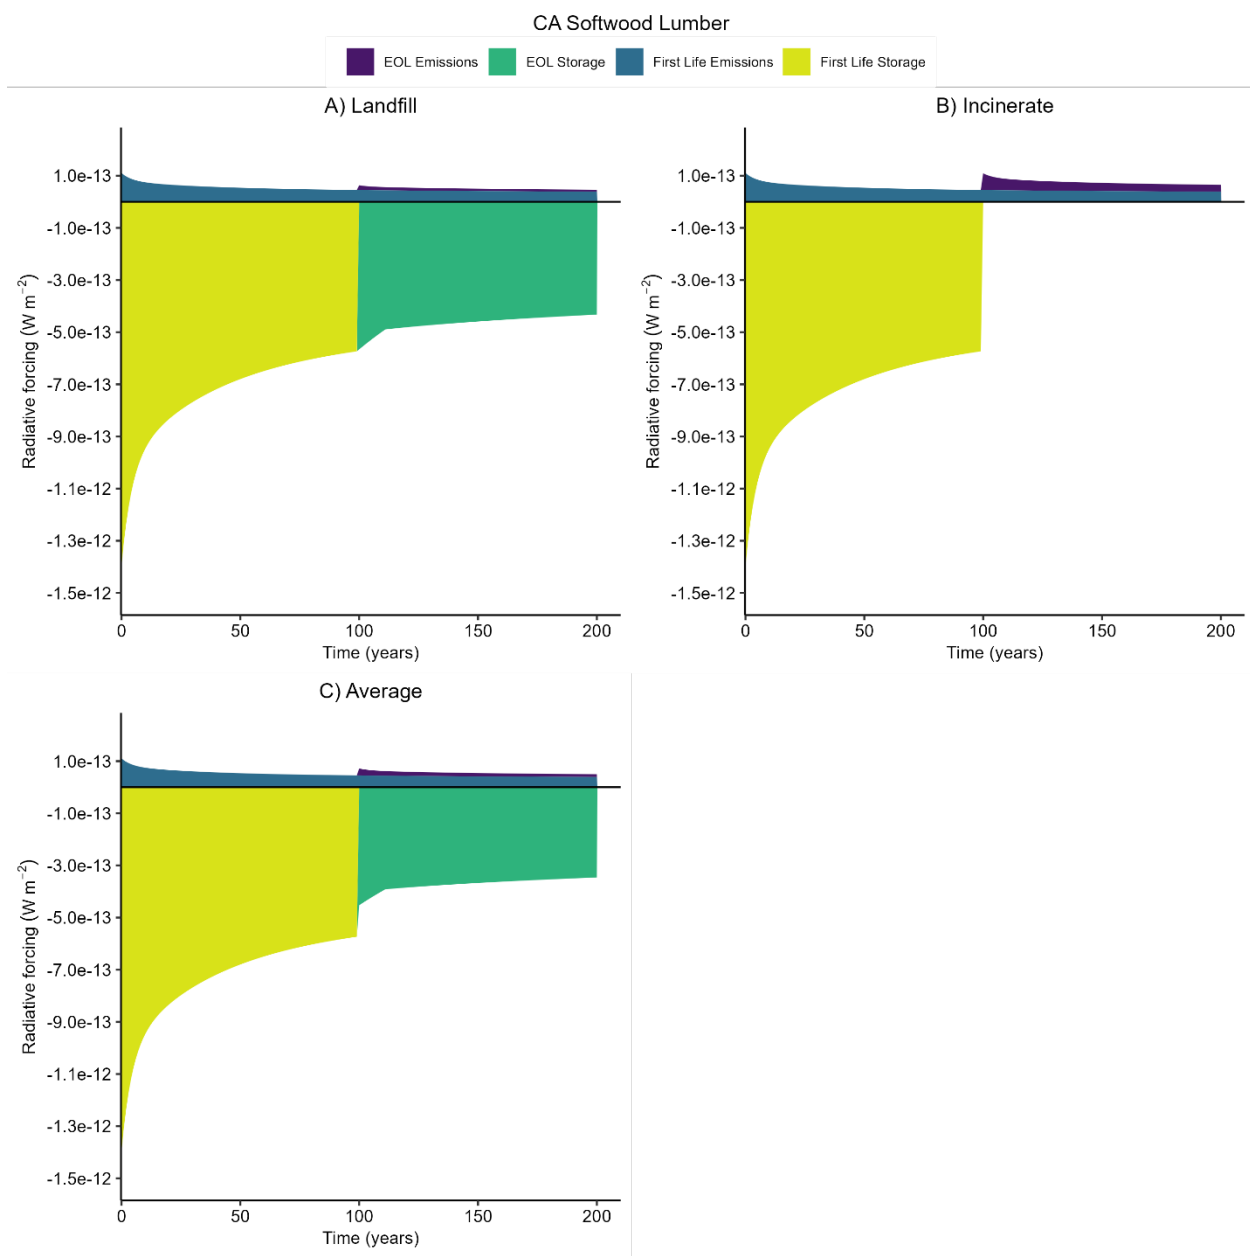 CA Softwood Lumber
EOL Emissions EOL Storage First Life Emissions First Life Storage
A) Landfill
1.0e-13
-1.0e-13
-3.0e-13
-5.0e-13
-7.0e-13
-9.0e-13
-1.1e-12
-1.3e-12
-1.5e-12
Radiative forcing (W m⁻²)
0 50 100 150 200
Time (years)
B) Incinerate
1.0e-13
-1.0e-13
-3.0e-13
-5.0e-13
-7.0e-13
-9.0e-13
-1.1e-12
-1.3e-12
-1.5e-12
Radiative forcing (W m⁻²)
0 50 100 150 200
Time (years)
C) Average
1.0e-13
-1.0e-13
-3.0e-13
-5.0e-13
-7.0e-13
-9.0e-13
-1.1e-12
-1.3e-12
-1.5e-12
Radiative forcing (W m⁻²)
0 50 100 150 200
Time (years)